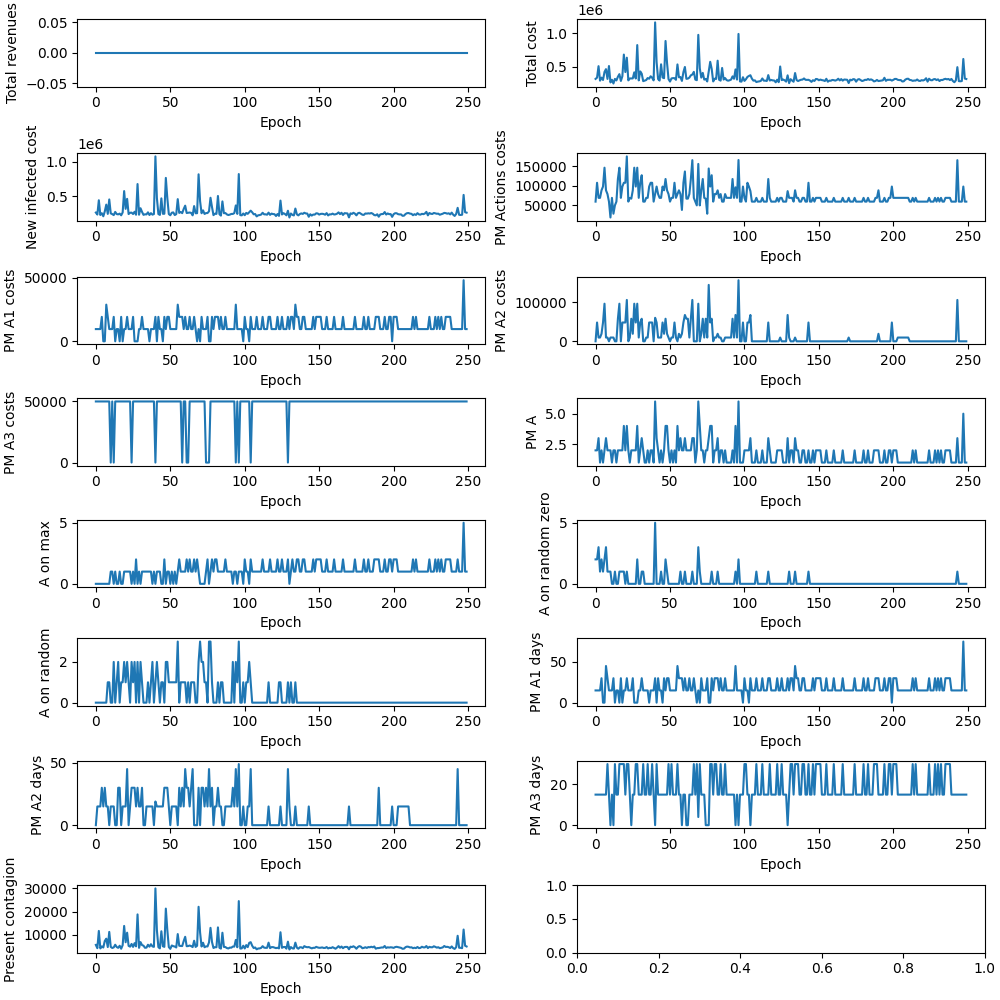 Total revenues
0.05
0.00
−0.05
0 50 100 150 200 250
Epoch
1e6
Total cost
1.0
0.5
0 50 100 150 200 250
Epoch
1e6
New infected cost
1.0
0.5
0 50 100 150 200 250
Epoch
PM Actions costs
150000
100000
50000
0 50 100 150 200 250
Epoch
PM A1 costs
50000
0
0 50 100 150 200 250
Epoch
PM A2 costs
100000
0
0 50 100 150 200 250
Epoch
PM A3 costs
50000
0
0 50 100 150 200 250
Epoch
PM A
5.0
2.5
0 50 100 150 200 250
Epoch
A on max
5
0
0 50 100 150 200 250
Epoch
A on random zero
5
0
0 50 100 150 200 250
Epoch
A on random
2
0
0 50 100 150 200 250
Epoch
PM A1 days
50
0
0 50 100 150 200 250
Epoch
PM A2 days
50
0
0 50 100 150 200 250
Epoch
PM A3 days
20
0
0 50 100 150 200 250
Epoch
Present contagion
30000
20000
10000
0 50 100 150 200 250
Epoch
1.0
0.5
0.0
0.0 0.2 0.4 0.6 0.8 1.0